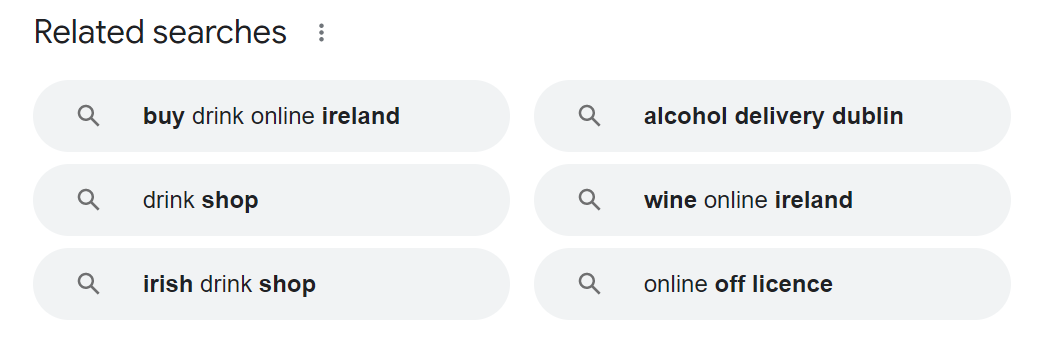 Related searches
buy drink online ireland
alcohol delivery dublin
drink shop
wine online ireland
irish drink shop
online off licence